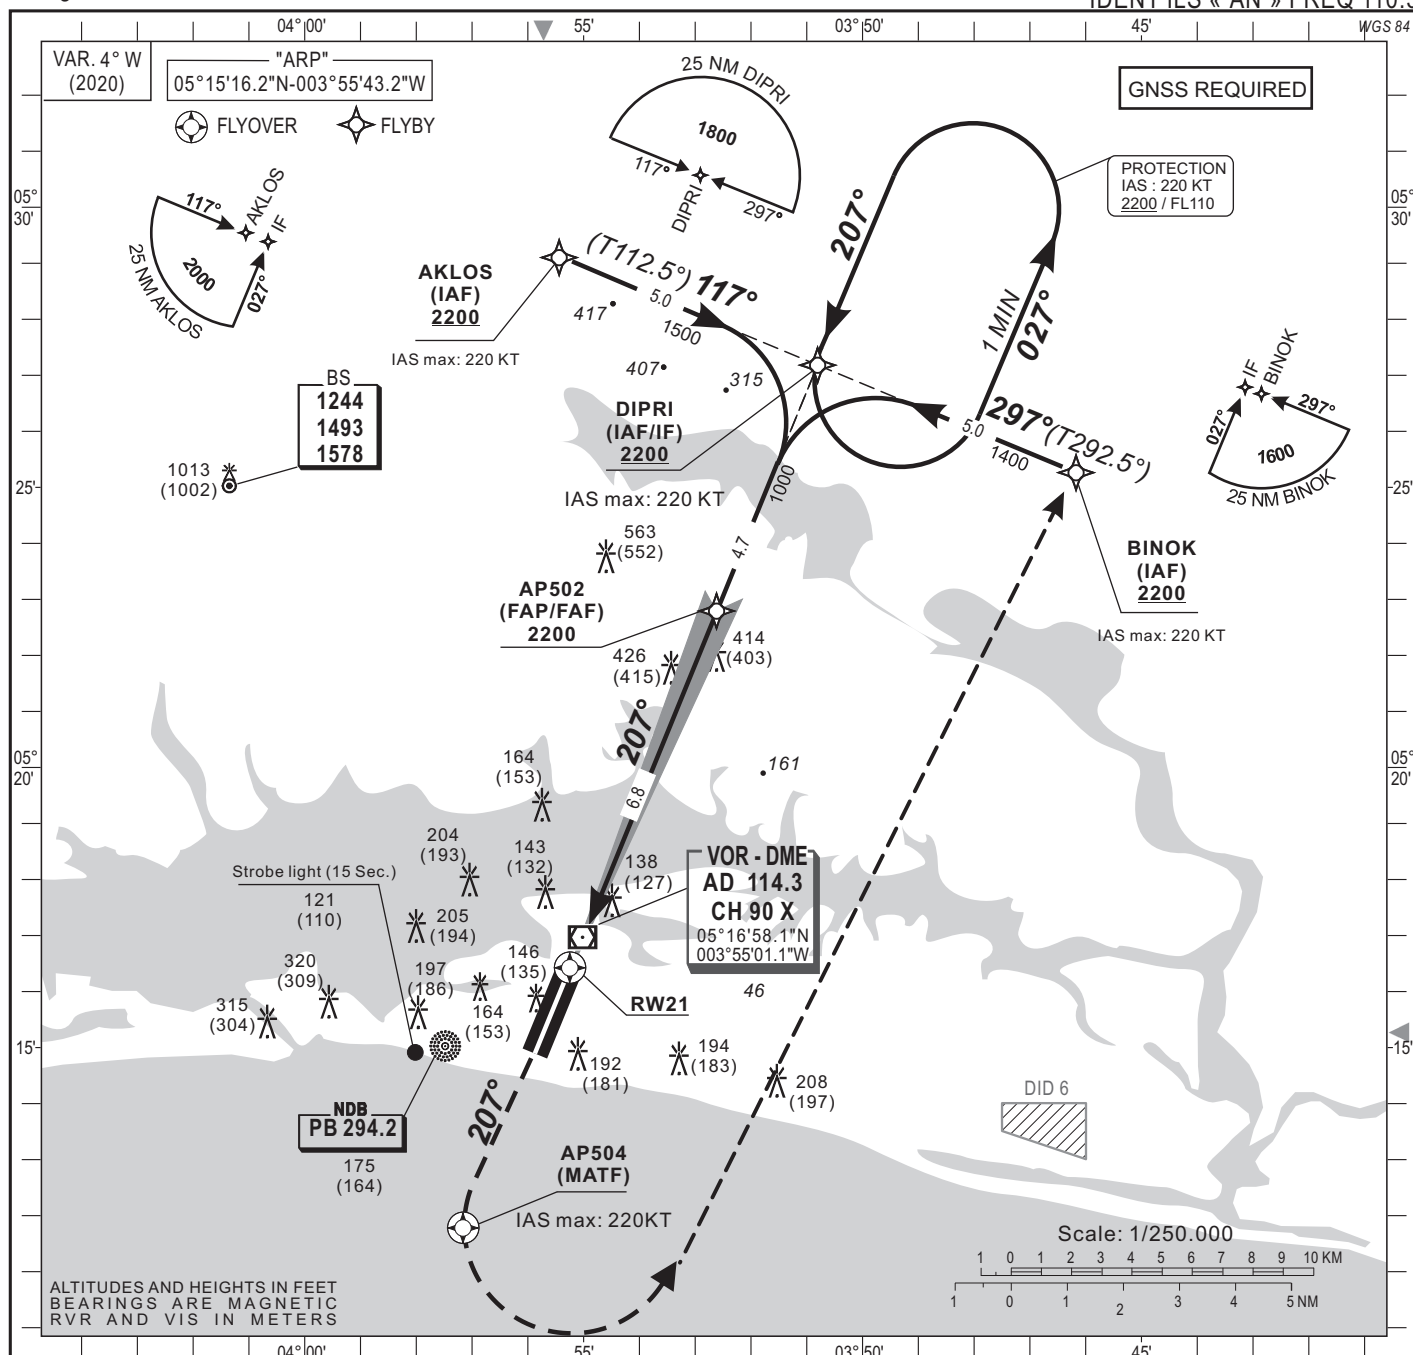 IDENT ILS « AN » FREQ 110.3
04°00'
55'
03°50'
45'
WGS 84
VAR. 4° W
(2020)
"ARP"
05°15'16.2"N-003°55'43.2"W
FLYOVER
FLYBY
25 NM DIPRI
1800
117°
297°
DIPRI
GNSS REQUIRED
PROTECTION
IAS : 220 KT
2200 / FL110
05°
30'
05°
30'
117°
AKLOS
IF
2000
027°
25 NM AKLOS
AKLOS
(IAF)
2200
IAS max: 220 KT
(T112.5°) 117°
5.0
1500
417
407
315
207°
1 MIN
027°
DIPRI
(IAF/IF)
2200
IAS max: 220 KT
297° (T292.5°)
5.0
1400
IF
BINOK
027°
297°
1600
25 NM BINOK
BS
1244
1493
1578
1013
(1002)
25'
25'
1000
4.7
563
(552)
BINOK
(IAF)
2200
IAS max: 220 KT
AP502
(FAP/FAF)
2200
414
(403)
426
(415)
207°
6.8
161
05°
20'
05°
20'
164
(153)
204
(193)
143
(132)
138
(127)
Strobe light (15 Sec.)
121
(110)
205
(194)
VOR - DME
AD 114.3
CH 90 X
05°16'58.1"N
003°55'01.1"W
46
320
(309)
197
(186)
146
(135)
315
(304)
164
(153)
RW21
15'
15'
192
(181)
194
(183)
208
(197)
DID 6
NDB
PB 294.2
175
(164)
207°
AP504
(MATF)
IAS max: 220KT
Scale: 1/250.000
1 0 1 2 3 4 5 6 7 8 9 10 KM
1 0 1 2 3 4 5 NM
ALTITUDES AND HEIGHTS IN FEET
BEARINGS ARE MAGNETIC
RVR AND VIS IN METERS
04°00'
55'
03°50'
45'